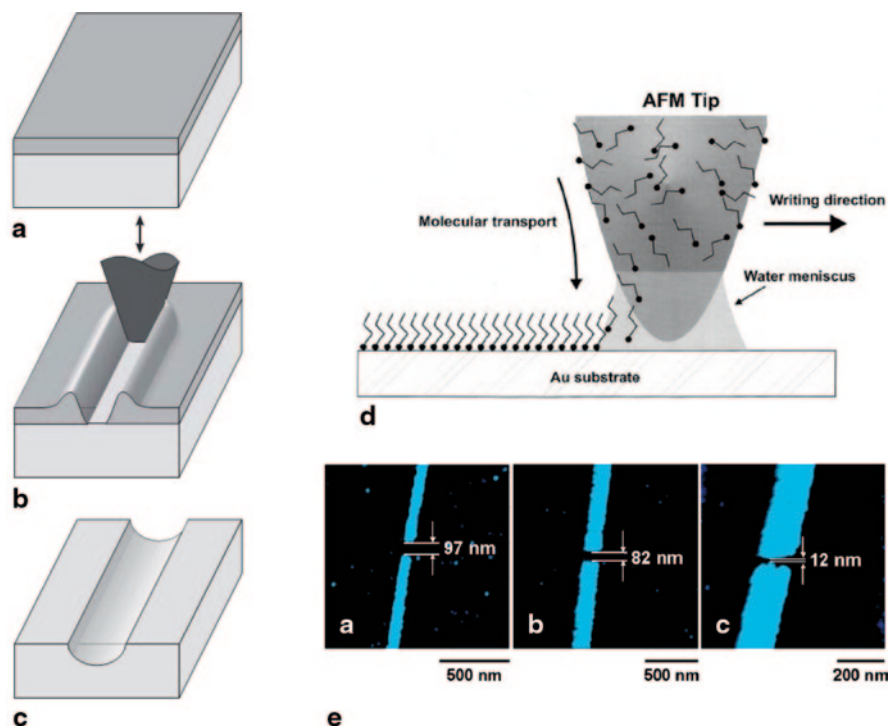 a
b
c
AFM Tip
Molecular transport
Writing direction
Water meniscus
Au substrate
d
97 nm
a
500 nm
82 nm
b
500 nm
12 nm
c
200 nm
e